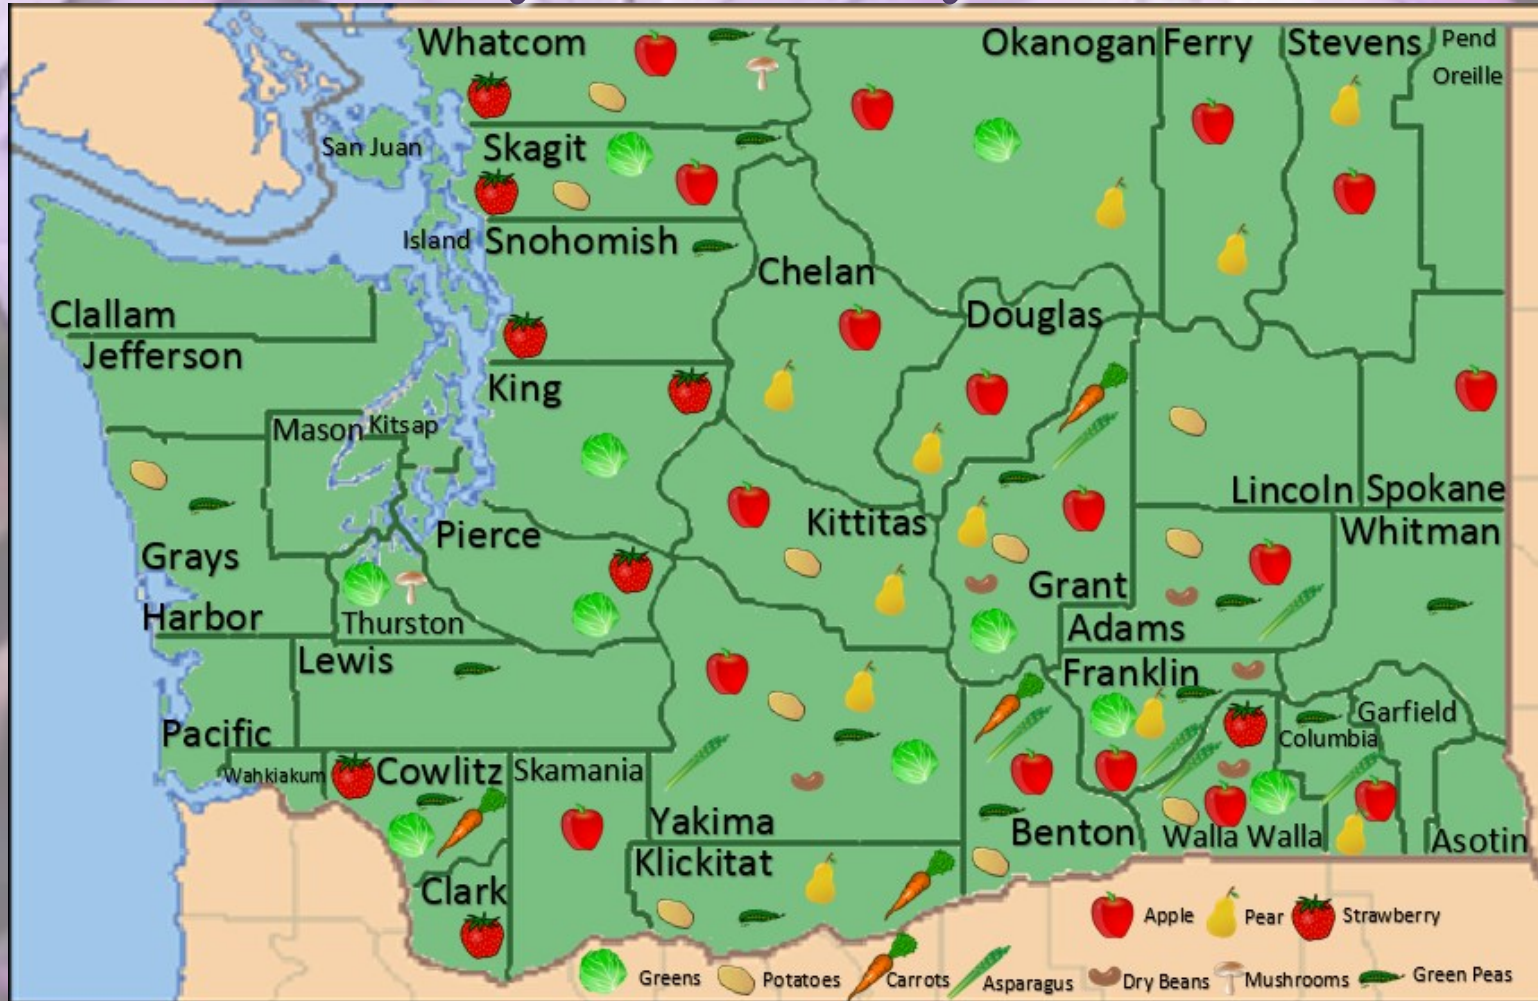 Whatcom
Okanogan
Ferry
Stevens
Pend
Oreille
San Juan
Skagit
Island
Snohomish
Chelan
Clallam
Douglas
Jefferson
King
Mason
Kitsap
Lincoln
Spokane
Kittitas
Whitman
Pierce
Grays
Harbor
Grant
Thurston
Adams
Lewis
Franklin
Garfield
Pacific
Columbia
Wahkiakum
Cowlitz
Skamania
Yakima
Benton
Walla Walla
Asotin
Klickitat
Clark
Apple
Pear
Strawberry
Greens
Potatoes
Carrots
Asparagus
Dry Beans
Mushrooms
Green Peas